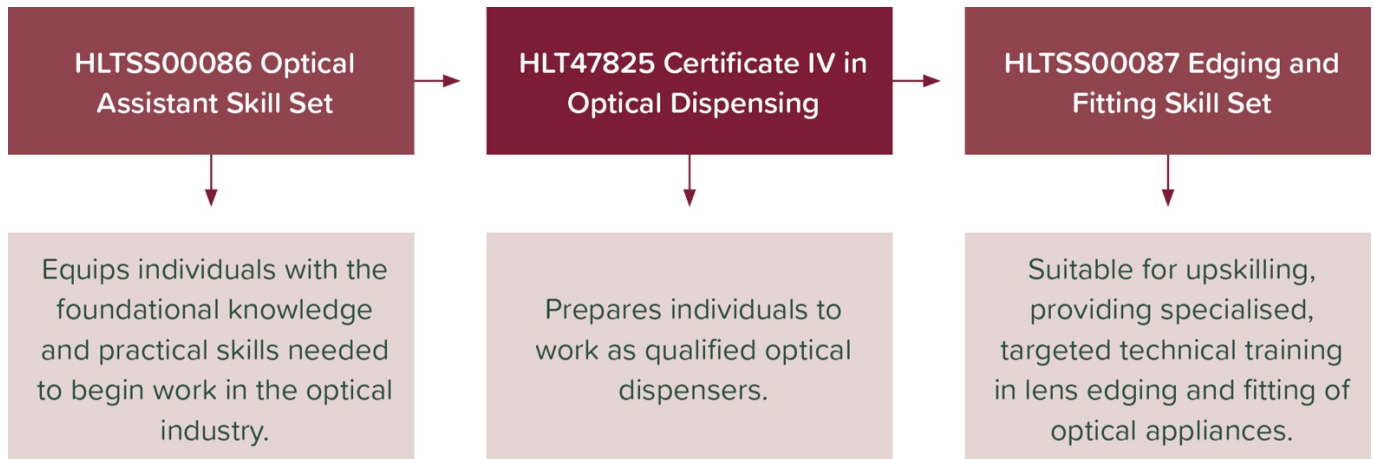 HLTSS00086 Optical
Assistant Skill Set
HLT47825 Certificate IV in
Optical Dispensing
HLTSS00087 Edging and
Fitting Skill Set
Equips individuals with the
foundational knowledge
and practical skills needed
to begin work in the optical
industry.
Prepares individuals to
work as qualified optical
dispensers.
Suitable for upskilling,
providing specialised,
targeted technical training
in lens edging and fitting of
optical appliances.